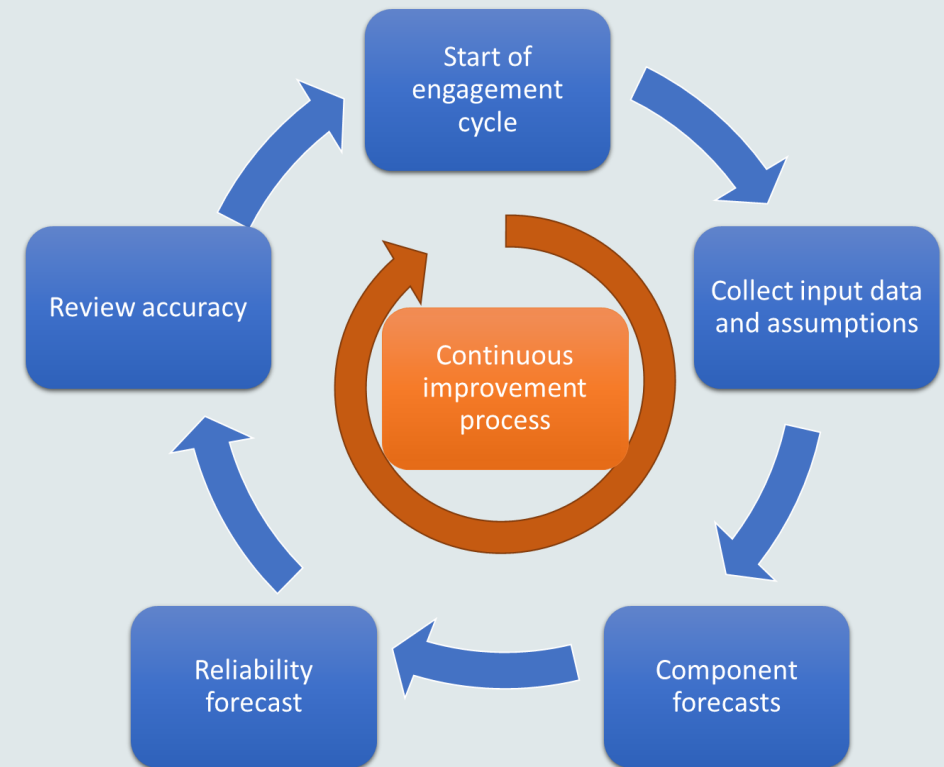 Start of
engagement
cycle
Collect input data
and assumptions
Component
forecasts
Reliability
forecast
Review accuracy
Continuous
improvement
process